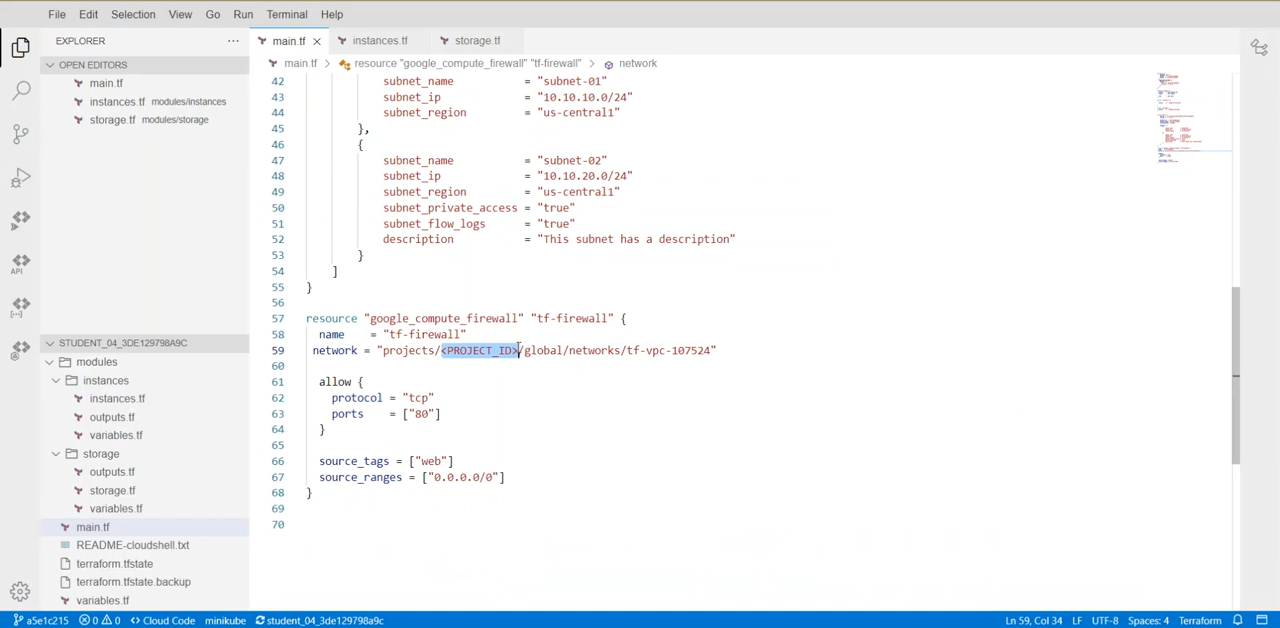 File Edit Selection View Go Run Terminal Help
EXPLORER ···
main.tf × instances.tf storage.tf
OPEN EDITORS
main.tf
instances.tf modules/instances
storage.tf modules/storage
API
STUDENT_04_3DE129798A9C
modules
instances
instances.tf
outputs.tf
variables.tf
storage
outputs.tf
storage.tf
variables.tf
main.tf
README-cloudshell.txt
terraform.tfstate
terraform.tfstate.backup
variables.tf
main.tf > resource "google_compute_firewall" "tf-firewall" > network
42 subnet_name = "subnet-01"
43 subnet_ip = "10.10.10.0/24"
44 subnet_region = "us-central1"
45 },
46 {
47 subnet_name = "subnet-02"
48 subnet_ip = "10.10.20.0/24"
49 subnet_region = "us-central1"
50 subnet_private_access = "true"
51 subnet_flow_logs = "true"
52 description = "This subnet has a description"
53 }
54 ]
55 }
56
57 resource "google_compute_firewall" "tf-firewall" {
58 name = "tf-firewall"
59 network = "projects/<PROJECT_ID>/global/networks/tf-vpc-107524"
60
61 allow {
62 protocol = "tcp"
63 ports = ["80"]
64 }
65
66 source_tags = ["web"]
67 source_ranges = ["0.0.0.0/0"]
68 }
69
70
a5e1c215 0 0 Cloud Code minikube student_04_3de129798a9c Ln 59, Col 34 LF UTF-8 Spaces: 4 Terraform